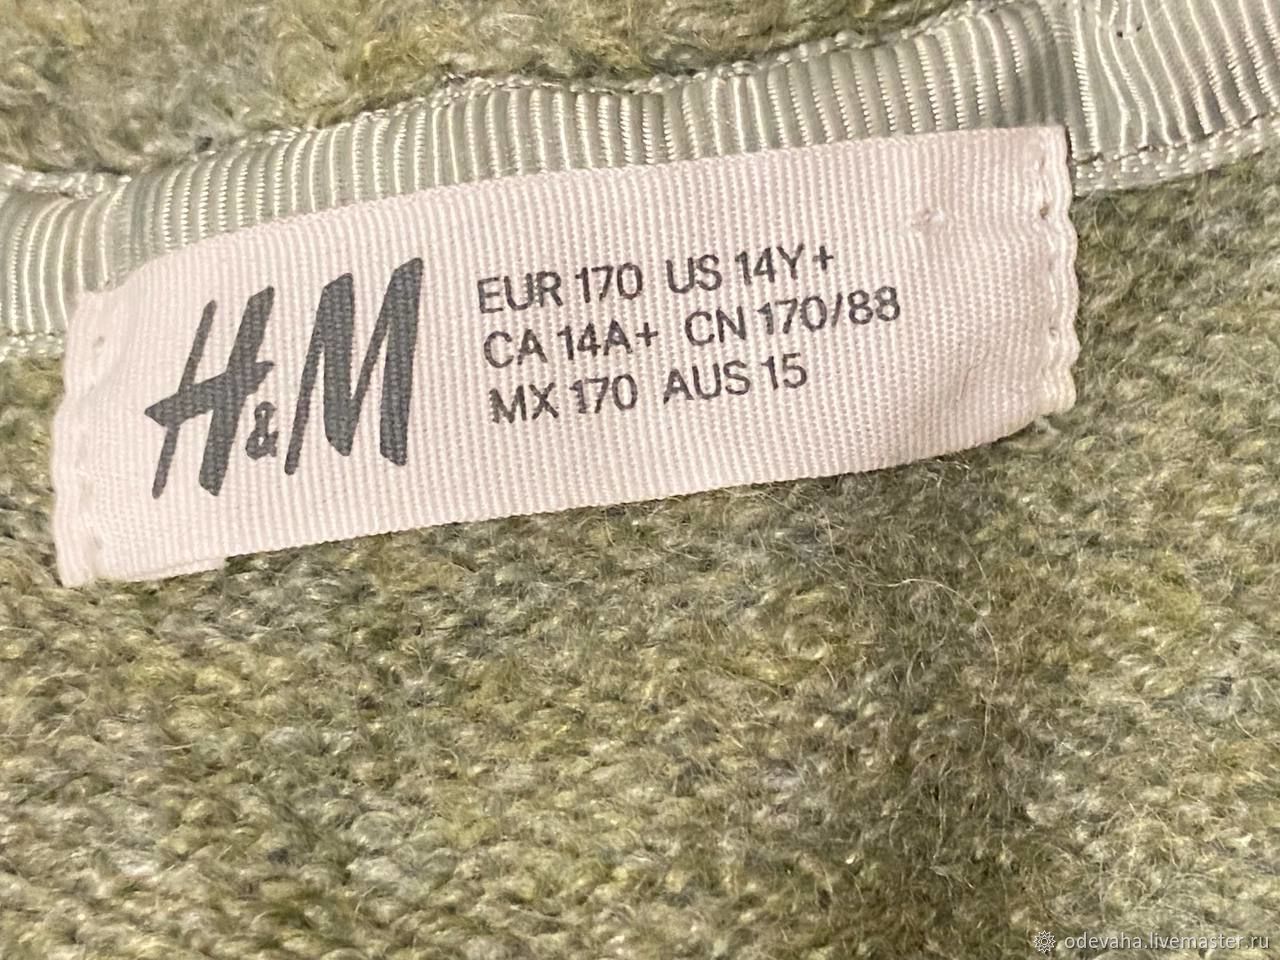 H&M
EUR 170 US 14Y+
CA 14A+ CN 170/88
MX 170 AUS 15
odevaha.livemaster.ru